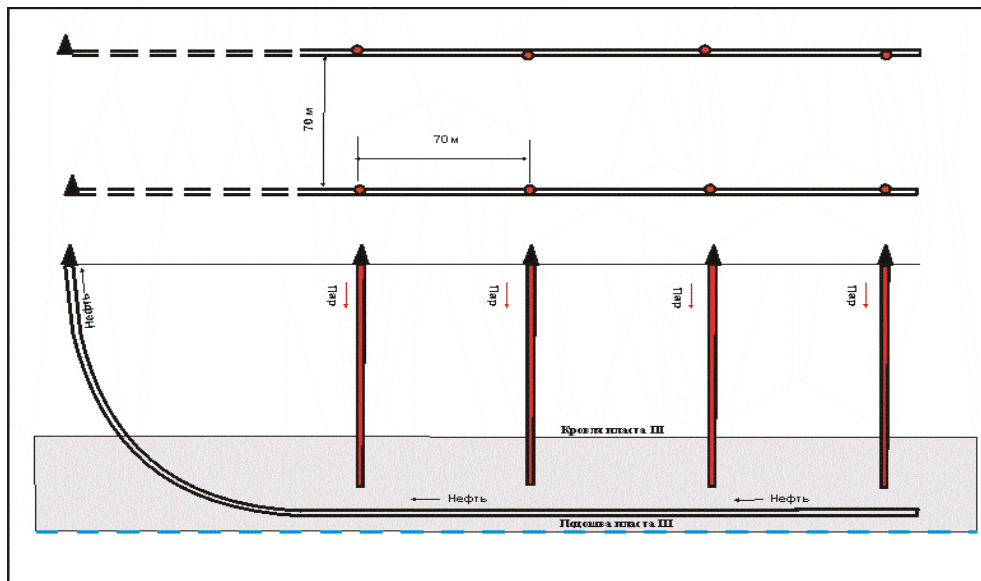 70 м
70 м
Нефть
Пар
Пар
Пар
Пар
Кровля пласта III
Нефть
Нефть
Подошва пласта III